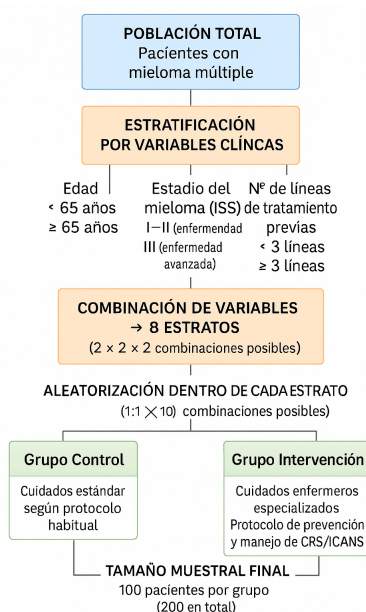 POBLACIÓN TOTAL
Pacientes con
mieloma múltiple
ESTRATIFICACIÓN
POR VARIABLES CLÍNCAS
Edad
< 65 años
≥ 65 años
Estadio del
mieloma (ISS)
I–II (enfermendad
III (enfermedad
avanzada)
Nº de líneas
de tratamiento
previas
< 3 líneas
≥ 3 líneas
COMBINACIÓN DE VARIABLES
→ 8 ESTRATOS
(2 × 2 × 2 combinaciones posibles)
ALEATORIZACIÓN DENTRO DE CADA ESTRATO
(1:1 × 10) combinaciones posibles)
Grupo Control
Cuidados estándar
según protocolo
habitual
Grupo Intervención
Cuidados enfermeros
especializados
Protocolo de prevención
y manejo de CRS/ICANS
TAMAÑO MUESTRAL FINAL
100 pacientes por grupo
(200 en total)